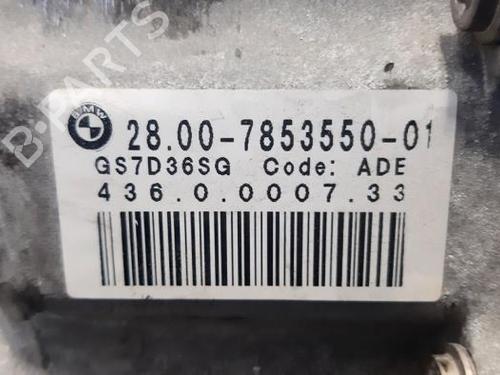 B-PARTS
BMW
28.00-7853550-01
GS7D36SG Code: ADE
436.0.0007.33